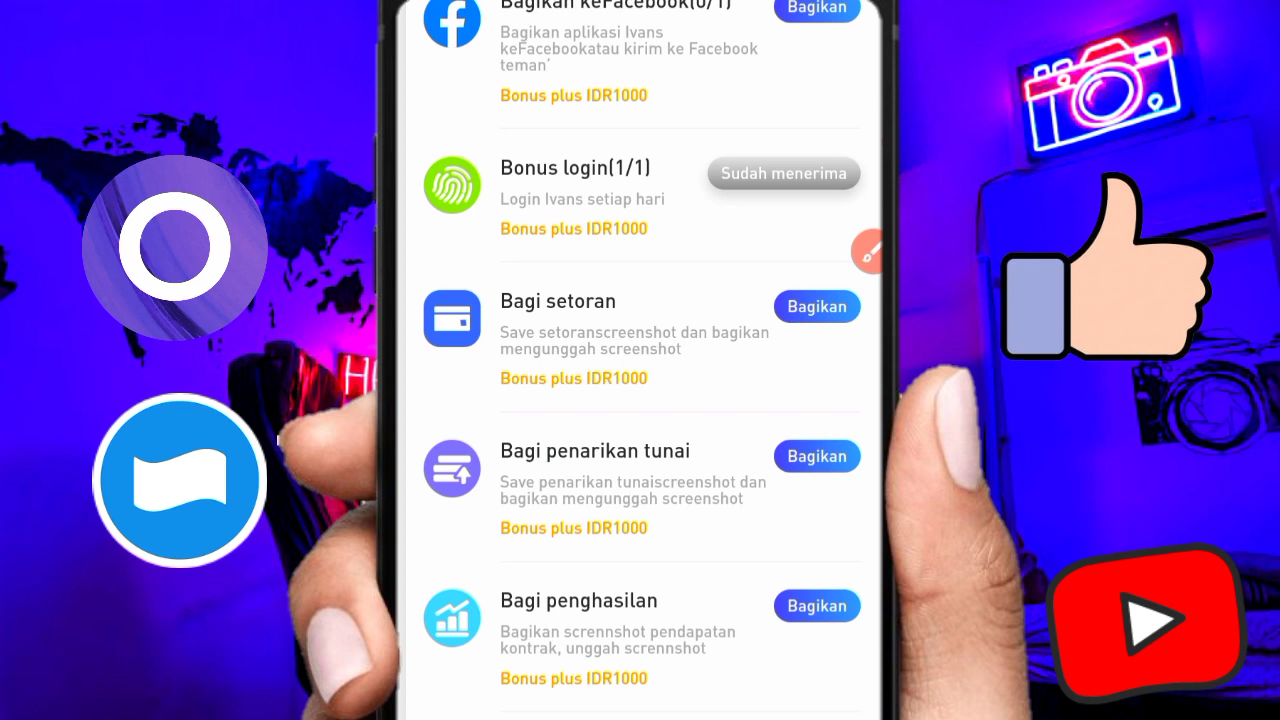 Bagikan keFacebook(0/1)
Bagikan
Bagikan aplikasi Ivans
keFacebookatau kirim ke Facebook
teman'
Bonus plus IDR1000
Bonus login(1/1)
Sudah menerima
Login Ivans setiap hari
Bonus plus IDR1000
Bagi setoran
Bagikan
Save setoranscreenshot dan bagikan
mengunggah screenshot
Bonus plus IDR1000
Bagi penarikan tunai
Bagikan
Save penarikan tunaiscreenshot dan
bagikan mengunggah screenshot
Bonus plus IDR1000
Bagi penghasilan
Bagikan
Bagikan scrennshot pendapatan
kontrak, unggah scrennshot
Bonus plus IDR1000